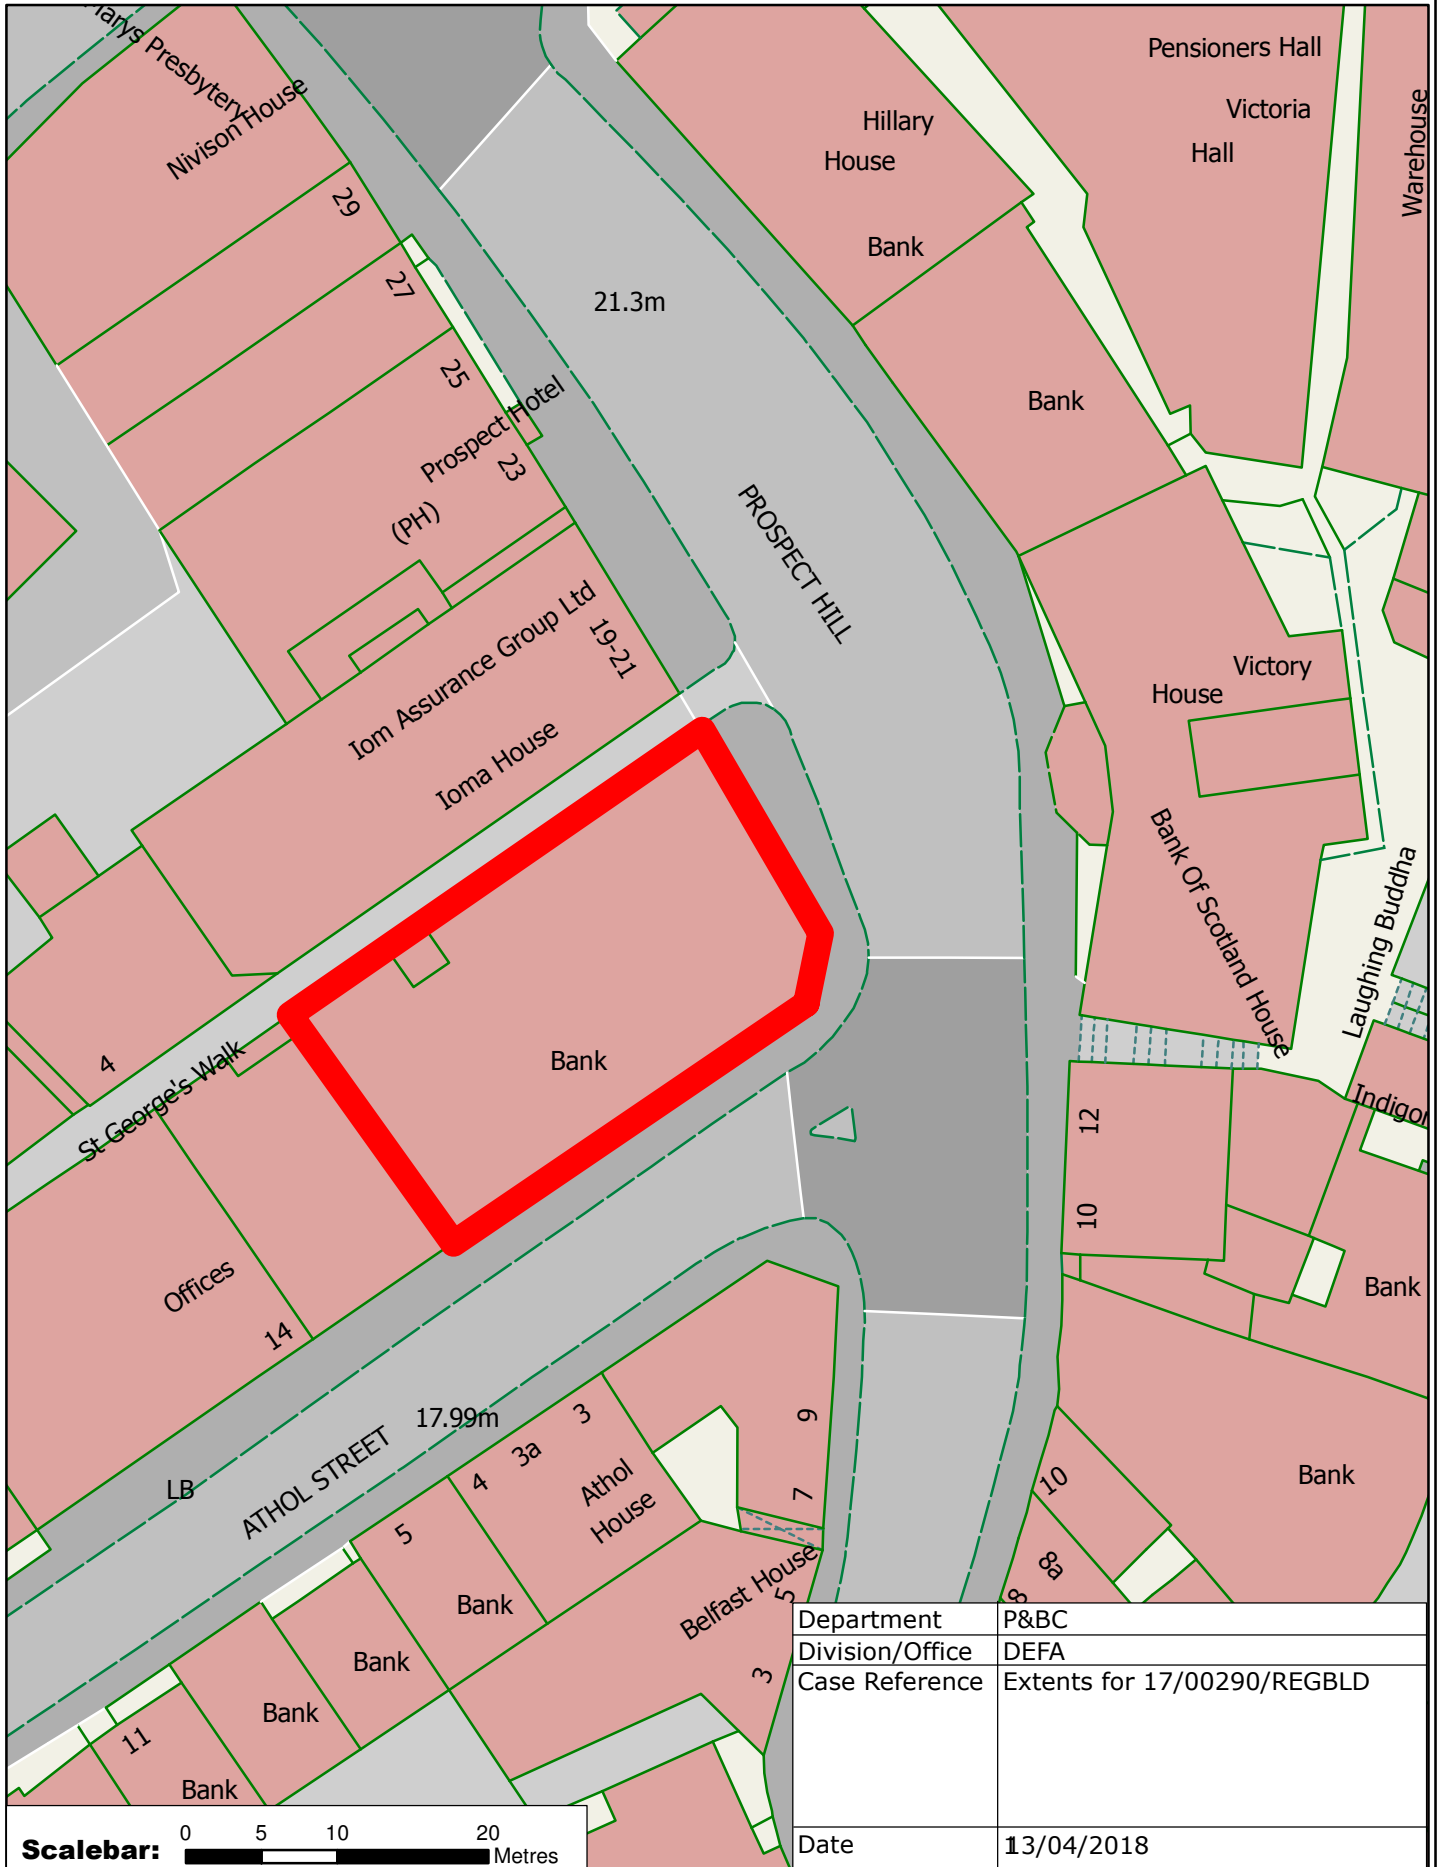 Marys Presbytery
Nivison House
29
27
25
Prospect Hotel
23
(PH)
Iom Assurance Group Ltd
19-21
Ioma House
21.3m
PROSPECT HILL
Hillary
House
Bank
Pensioners Hall
Victoria
Hall
Warehouse
Bank
Victory
House
Bank Of Scotland House
Laughing Buddha
Bank
4
St George's Walk
Offices
14
12
10
Bank
Bank
10
8a
8
LB
ATHOL STREET
17.99m
3
3a
4
5
Athol
House
9
7
Belfast House
5
3
Bank
Bank
Bank
11
Bank
Department P&BC
Division/Office DEFA
Case Reference Extents for 17/00290/REGBLD
Date 13/04/2018
Scalebar: 0 5 10 20 Metres